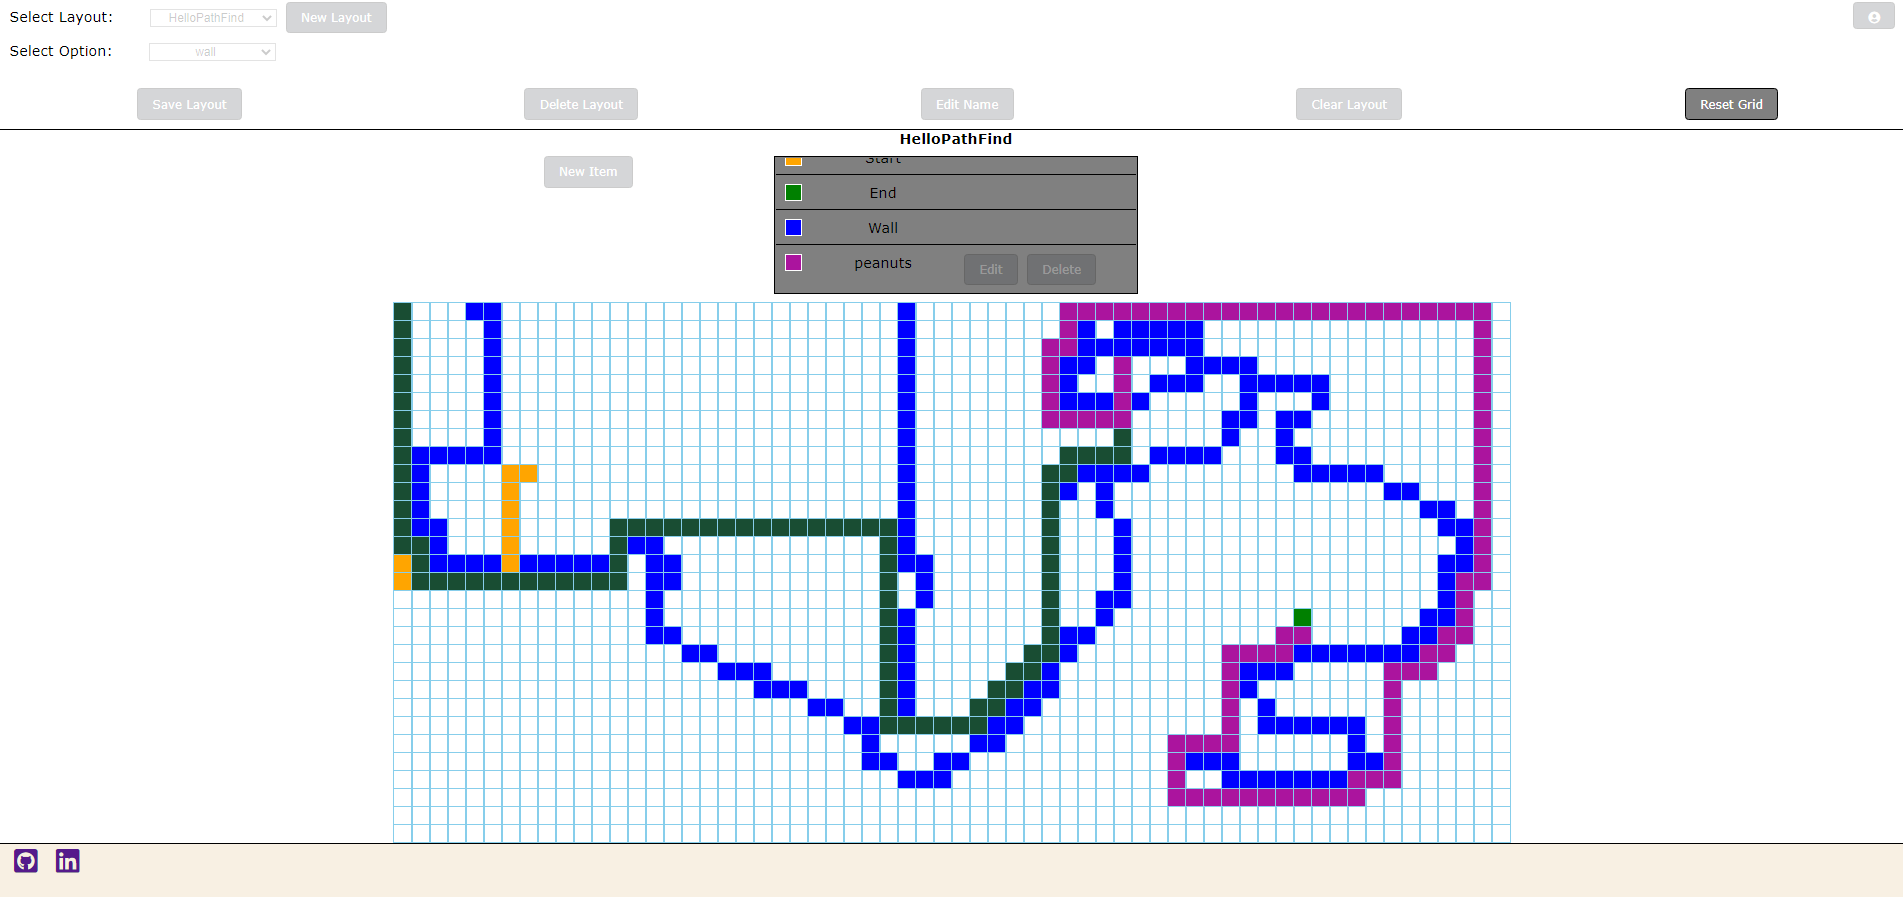 Select Layout: HelloPathFind New Layout
Select Option: wall
Save Layout Delete Layout Edit Name Clear Layout Reset Grid
HelloPathFind
New Item
Start
End
Wall
peanuts Edit Delete
in